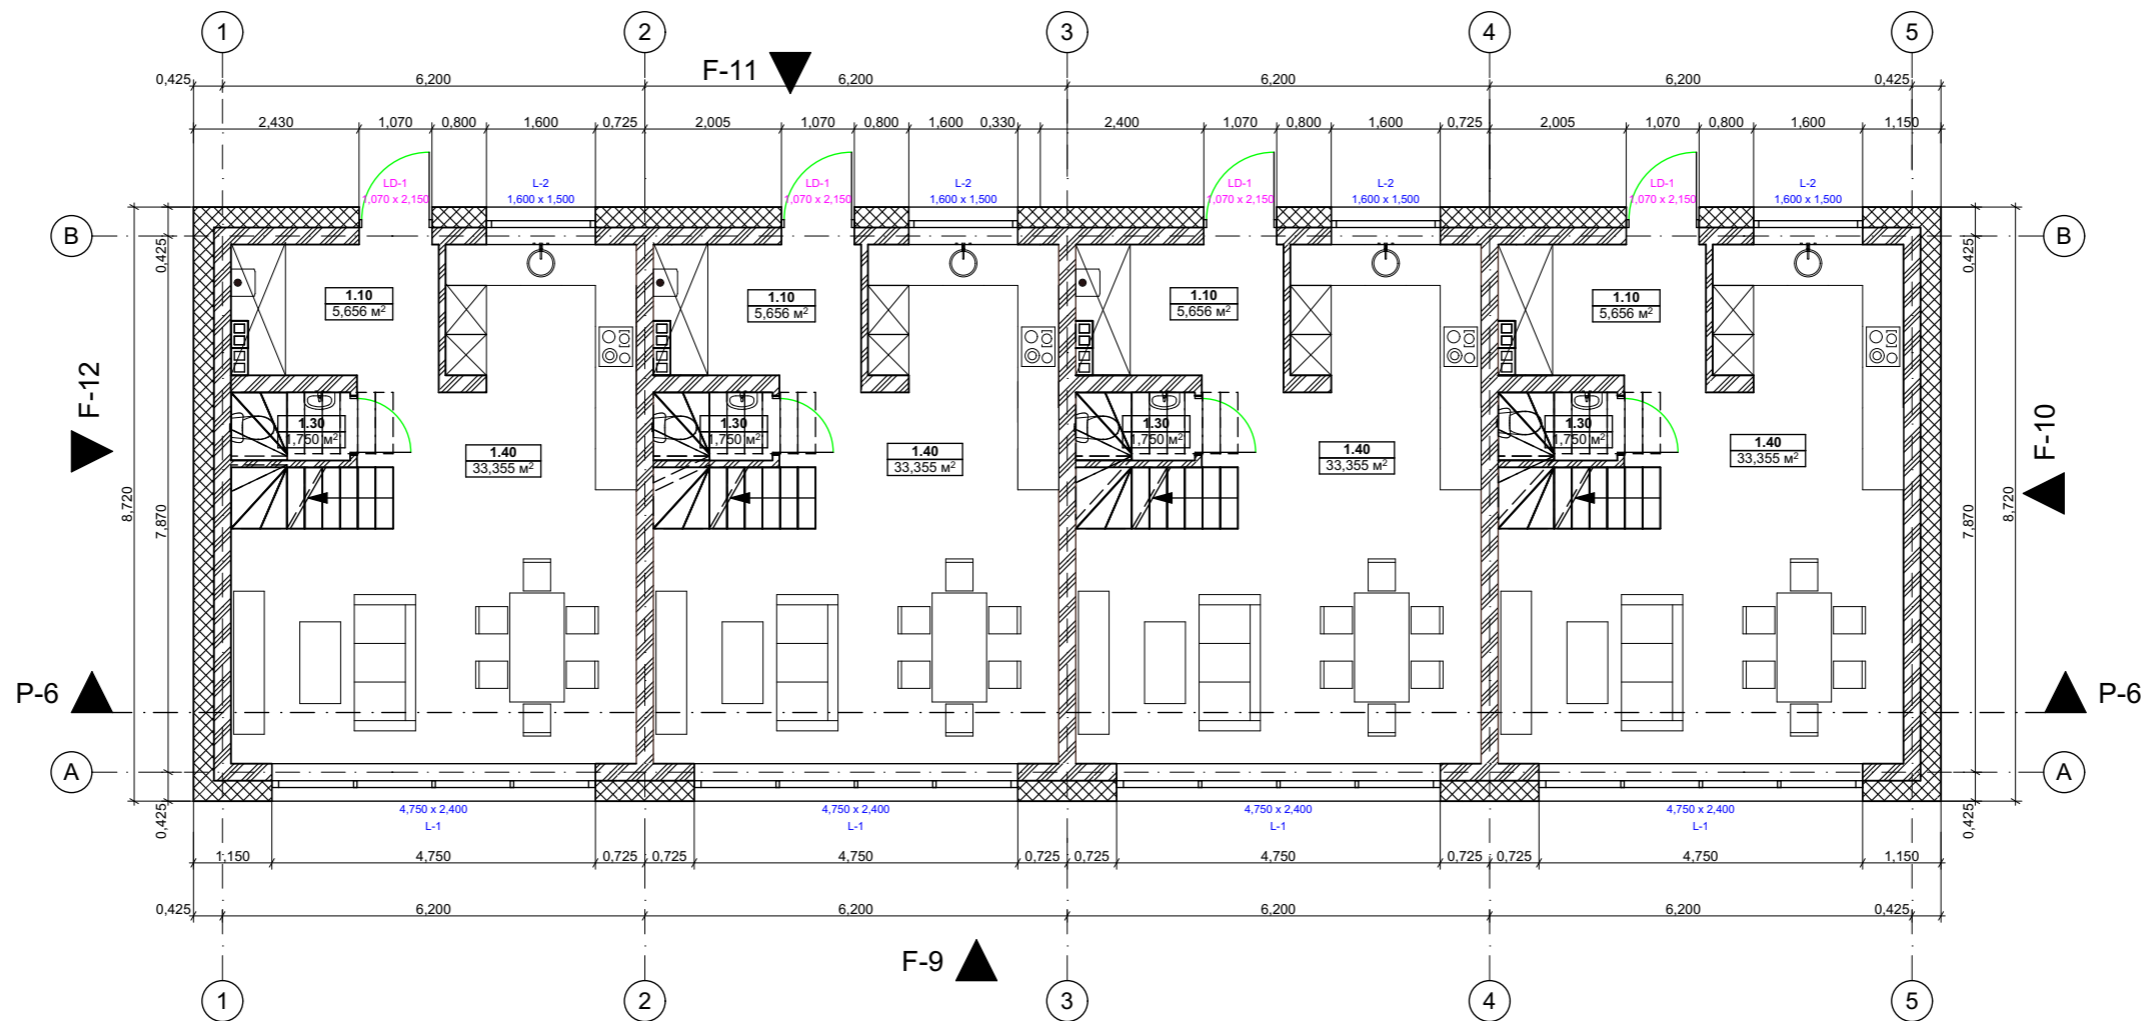 1 2 3 4 5
F-11
0,425 6,200 6,200 6,200 6,200 0,425
2,430 1,070 0,800 1,600 0,725 2,005 1,070 0,800 1,600 0,330 2,400 1,070 0,800 1,600 0,725 2,005 1,070 0,800 1,600 1,150
LD-1 L-2 LD-1 L-2 LD-1 L-2 LD-1 L-2
1,070 x 2,150 1,600 x 1,500 1,070 x 2,150 1,600 x 1,500 1,070 x 2,150 1,600 x 1,500 1,070 x 2,150 1,600 x 1,500
B B
0,425 0,425
1.10 1.10 1.10 1.10
5,656 м² 5,656 м² 5,656 м² 5,656 м²
F-12 F-10
1.30 1.30 1.30 1.30
1,750 м² 1,750 м² 1,750 м² 1,750 м²
1.40 1.40 1.40 1.40
33,355 м² 33,355 м² 33,355 м² 33,355 м²
8,720 7,870 7,870 8,720
P-6 P-6
A A
0,425 0,425
4,750 x 2,400 4,750 x 2,400 4,750 x 2,400 4,750 x 2,400
L-1 L-1 L-1 L-1
1,150 4,750 0,725 0,725 4,750 0,725 0,725 4,750 0,725 0,725 4,750 1,150
0,425 6,200 6,200 6,200 6,200 0,425
F-9
1 2 3 4 5